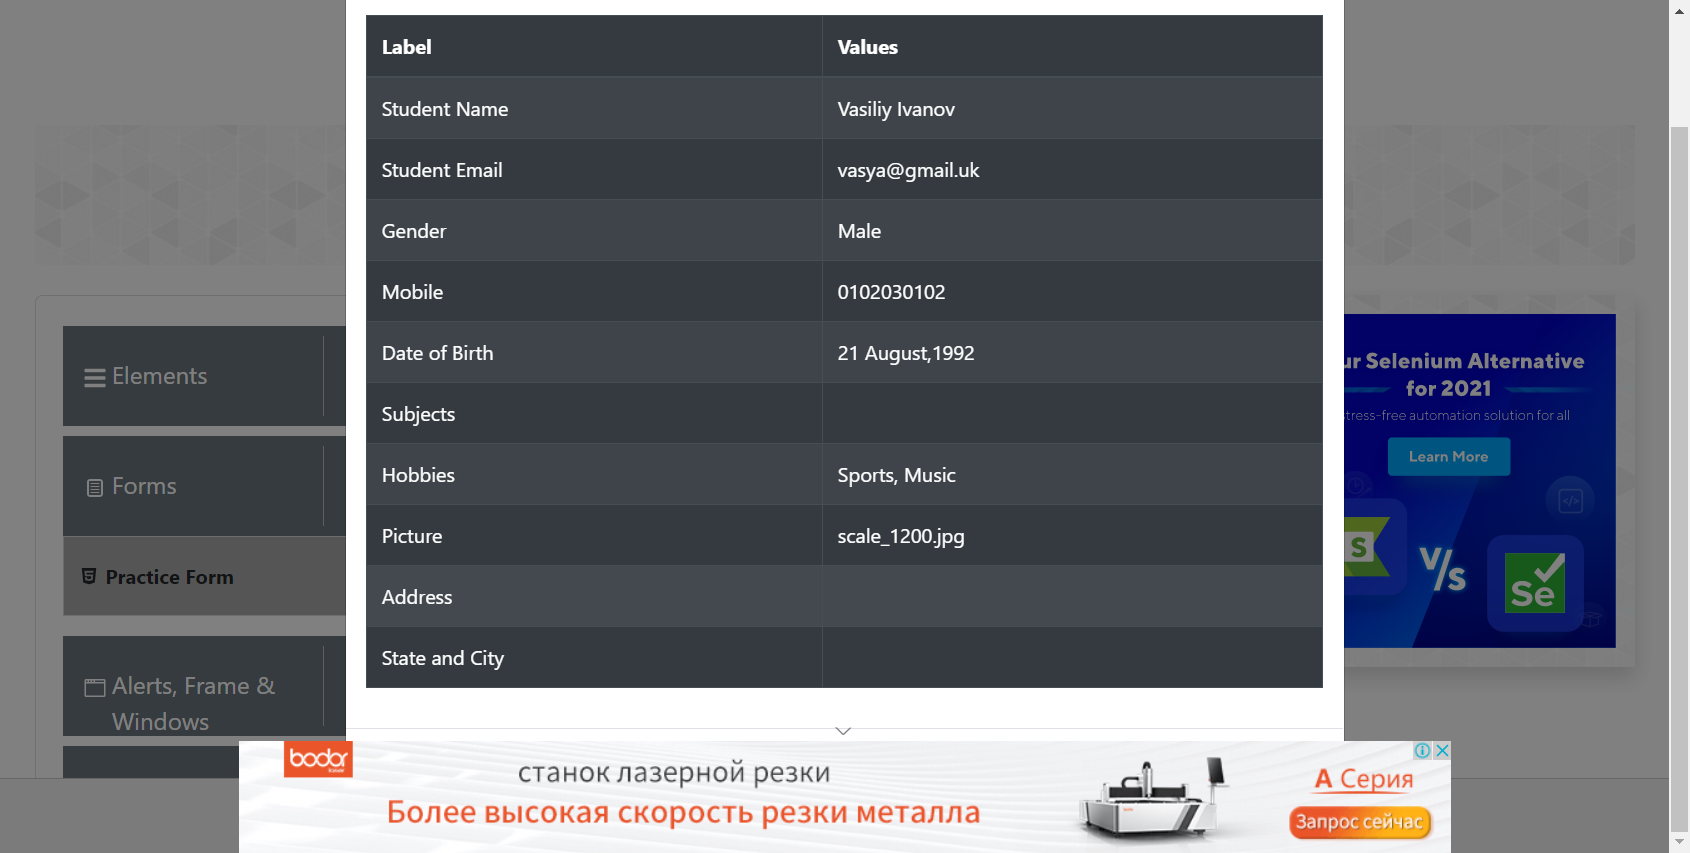 Label Values
Student Name Vasiliy Ivanov
Student Email vasya@gmail.uk
Gender Male
Mobile 0102030102
Date of Birth 21 August,1992
Subjects
Hobbies Sports, Music
Picture scale_1200.jpg
Address
State and City
Elements
Forms
Practice Form
Alerts, Frame &
Windows
ur Selenium Alternative
for 2021
tress-free automation solution for all
Learn More
S
V/s
Se
bodor
станок лазерной резки
Более высокая скорость резки металла
А Серия
Запрос сейчас